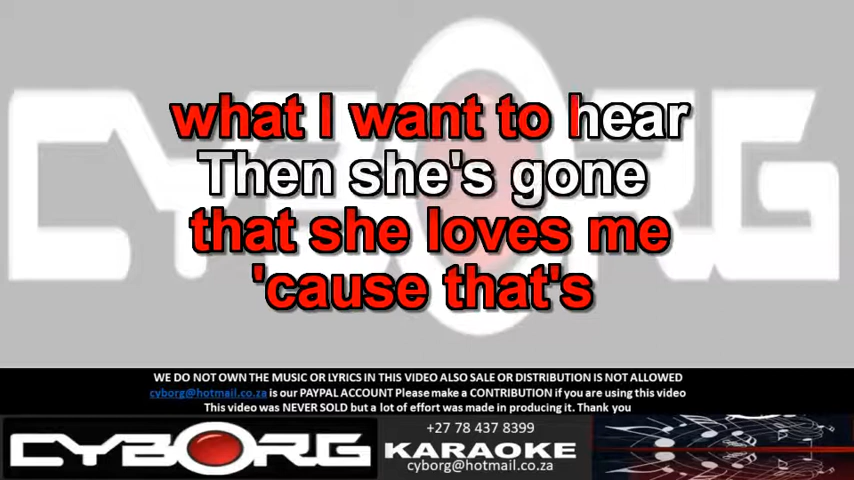 CYBORG
what I want to hear
Then she's gone
that she loves me
'cause that's
WE DO NOT OWN THE MUSIC OR LYRICS IN THIS VIDEO ALSO SALE OR DISTRIBUTION IS NOT ALLOWED
cyborg@hotmail.co.za is our PAYPAL ACCOUNT Please make a CONTRIBUTION if you are using this video
This video was NEVER SOLD but a lot of effort was made in producing it. Thank you
CYBORG
+27 78 437 8399
KARAOKE
cyborg@hotmail.co.za